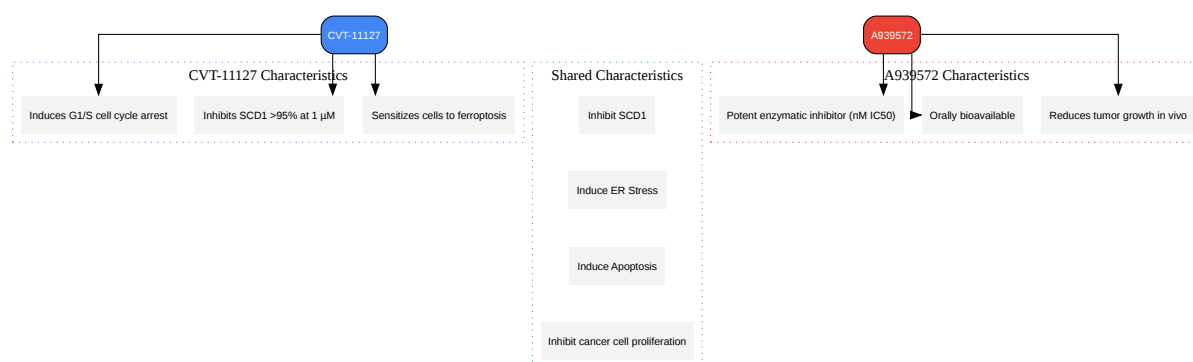 CVT-11127
A939572
CVT-11127 Characteristics
Shared Characteristics
A939572 Characteristics
Induces G1/S cell cycle arrest
Inhibits SCD1 >95% at 1 µM
Sensitizes cells to ferroptosis
Inhibit SCD1
Potent enzymatic inhibitor (nM IC50)
Orally bioavailable
Reduces tumor growth in vivo
Induce ER Stress
Induce Apoptosis
Inhibit cancer cell proliferation